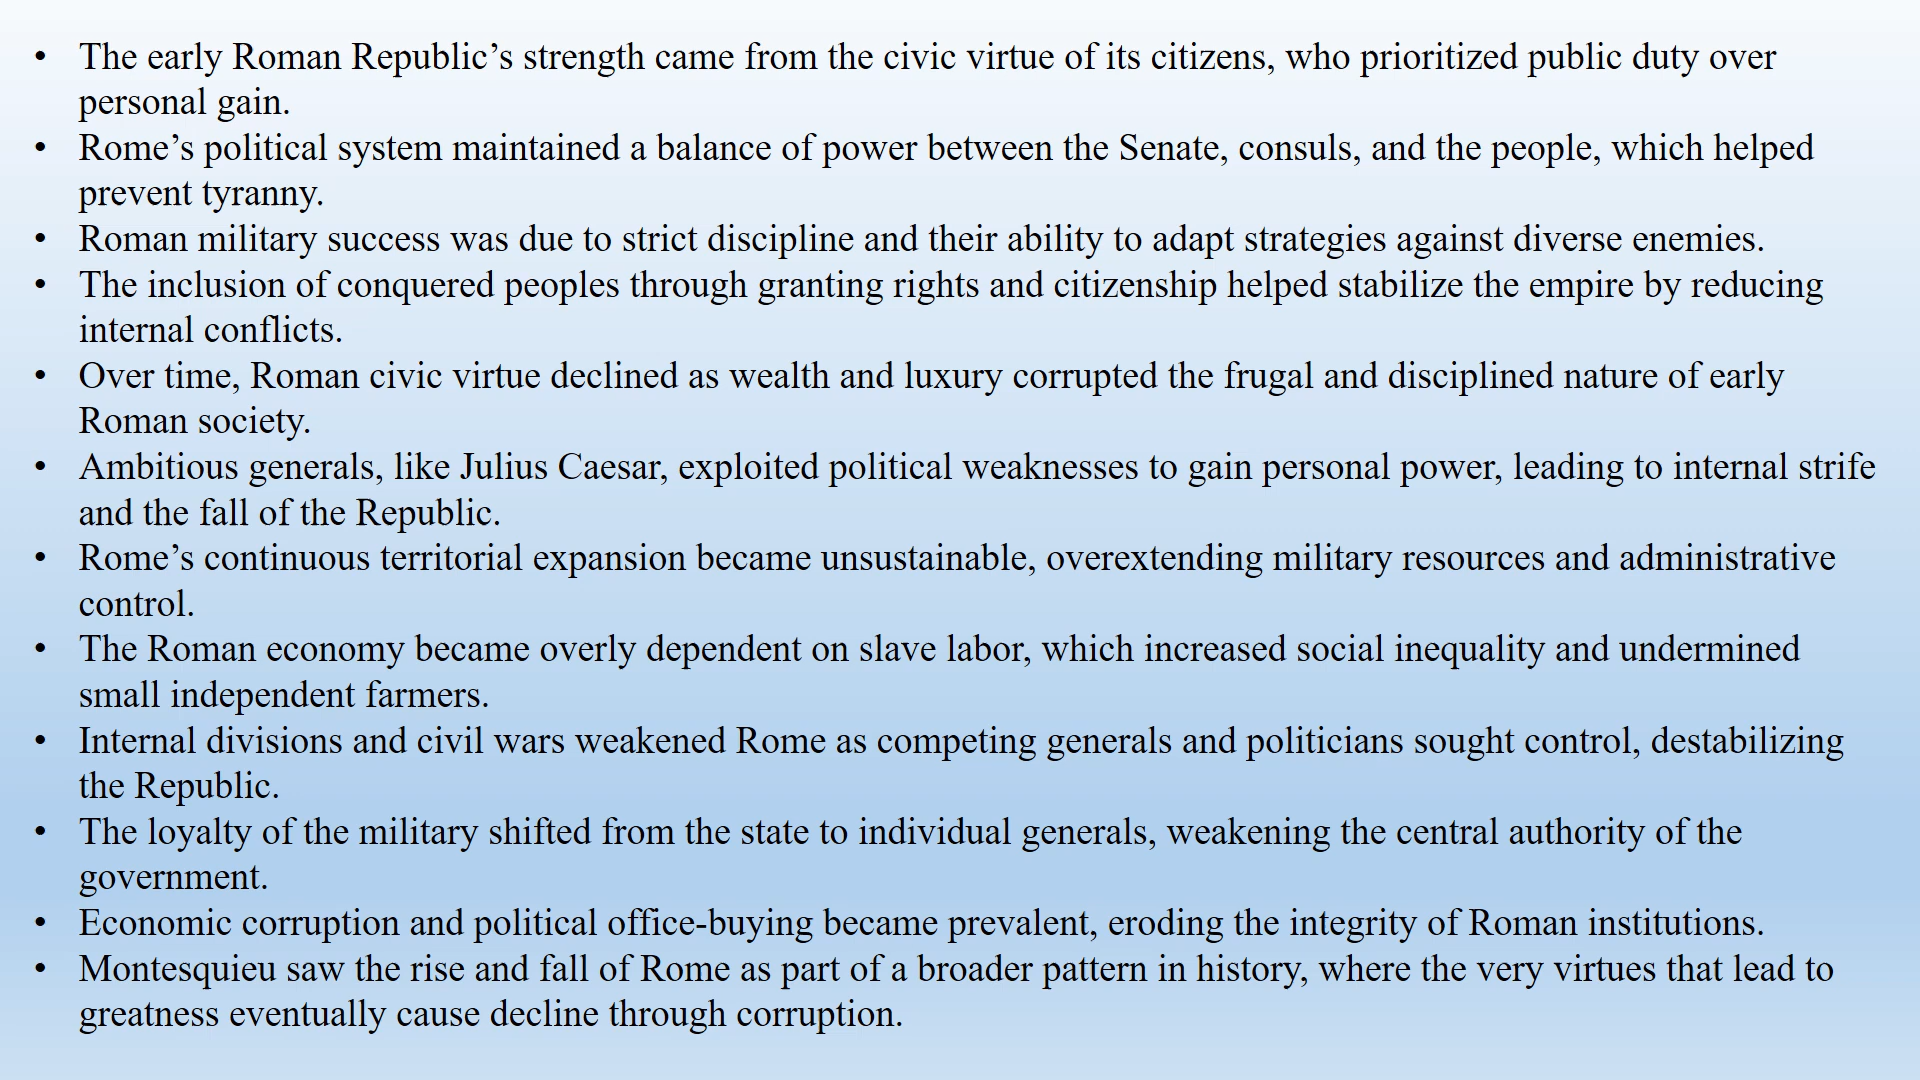 • The early Roman Republic’s strength came from the civic virtue of its citizens, who prioritized public duty over
personal gain.
• Rome’s political system maintained a balance of power between the Senate, consuls, and the people, which helped
prevent tyranny.
• Roman military success was due to strict discipline and their ability to adapt strategies against diverse enemies.
• The inclusion of conquered peoples through granting rights and citizenship helped stabilize the empire by reducing
internal conflicts.
• Over time, Roman civic virtue declined as wealth and luxury corrupted the frugal and disciplined nature of early
Roman society.
• Ambitious generals, like Julius Caesar, exploited political weaknesses to gain personal power, leading to internal strife
and the fall of the Republic.
• Rome’s continuous territorial expansion became unsustainable, overextending military resources and administrative
control.
• The Roman economy became overly dependent on slave labor, which increased social inequality and undermined
small independent farmers.
• Internal divisions and civil wars weakened Rome as competing generals and politicians sought control, destabilizing
the Republic.
• The loyalty of the military shifted from the state to individual generals, weakening the central authority of the
government.
• Economic corruption and political office-buying became prevalent, eroding the integrity of Roman institutions.
• Montesquieu saw the rise and fall of Rome as part of a broader pattern in history, where the very virtues that lead to
greatness eventually cause decline through corruption.